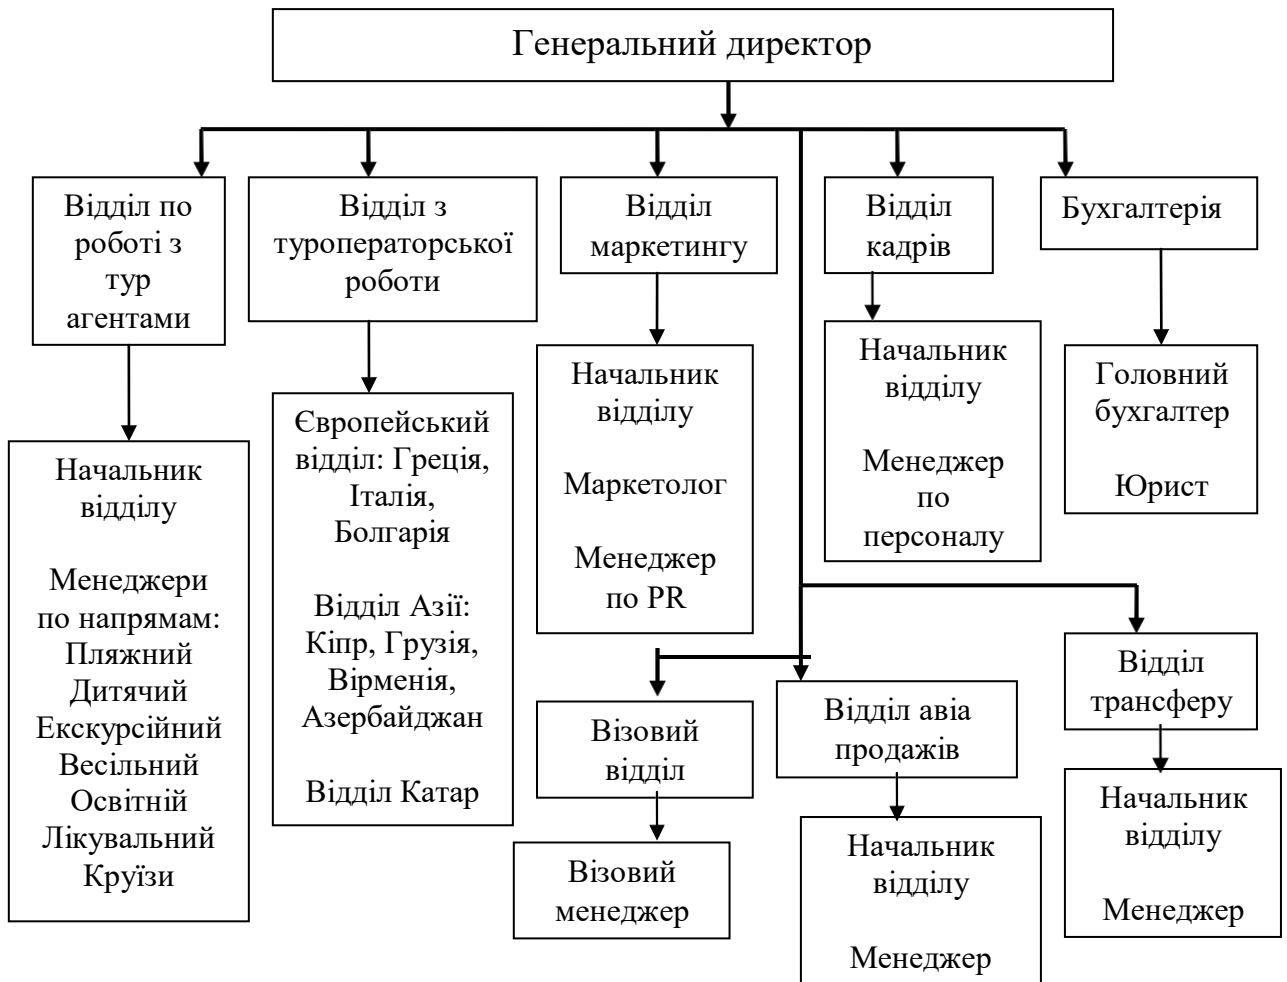 Генеральний директор
Відділ по
роботі з
тур
агентами
Відділ з
туроператорської
роботи
Відділ
маркетингу
Відділ
кадрів
Бухгалтерія
Начальник
відділу
Менеджери
по напрямам:
Пляжний
Дитячий
Екскурсійний
Весільний
Освітній
Лікувальний
Круїзи
Європейський
відділ: Греція,
Італія,
Болгарія
Відділ Азії:
Кіпр, Грузія,
Вірменія,
Азербайджан
Відділ Катар
Начальник
відділу
Маркетолог
Менеджер
по PR
Начальник
відділу
Менеджер
по
персоналу
Головний
бухгалтер
Юрист
Візовий
відділ
Відділ авіа
продажів
Відділ
трансферу
Візовий
менеджер
Начальник
відділу
Менеджер
Начальник
відділу
Менеджер